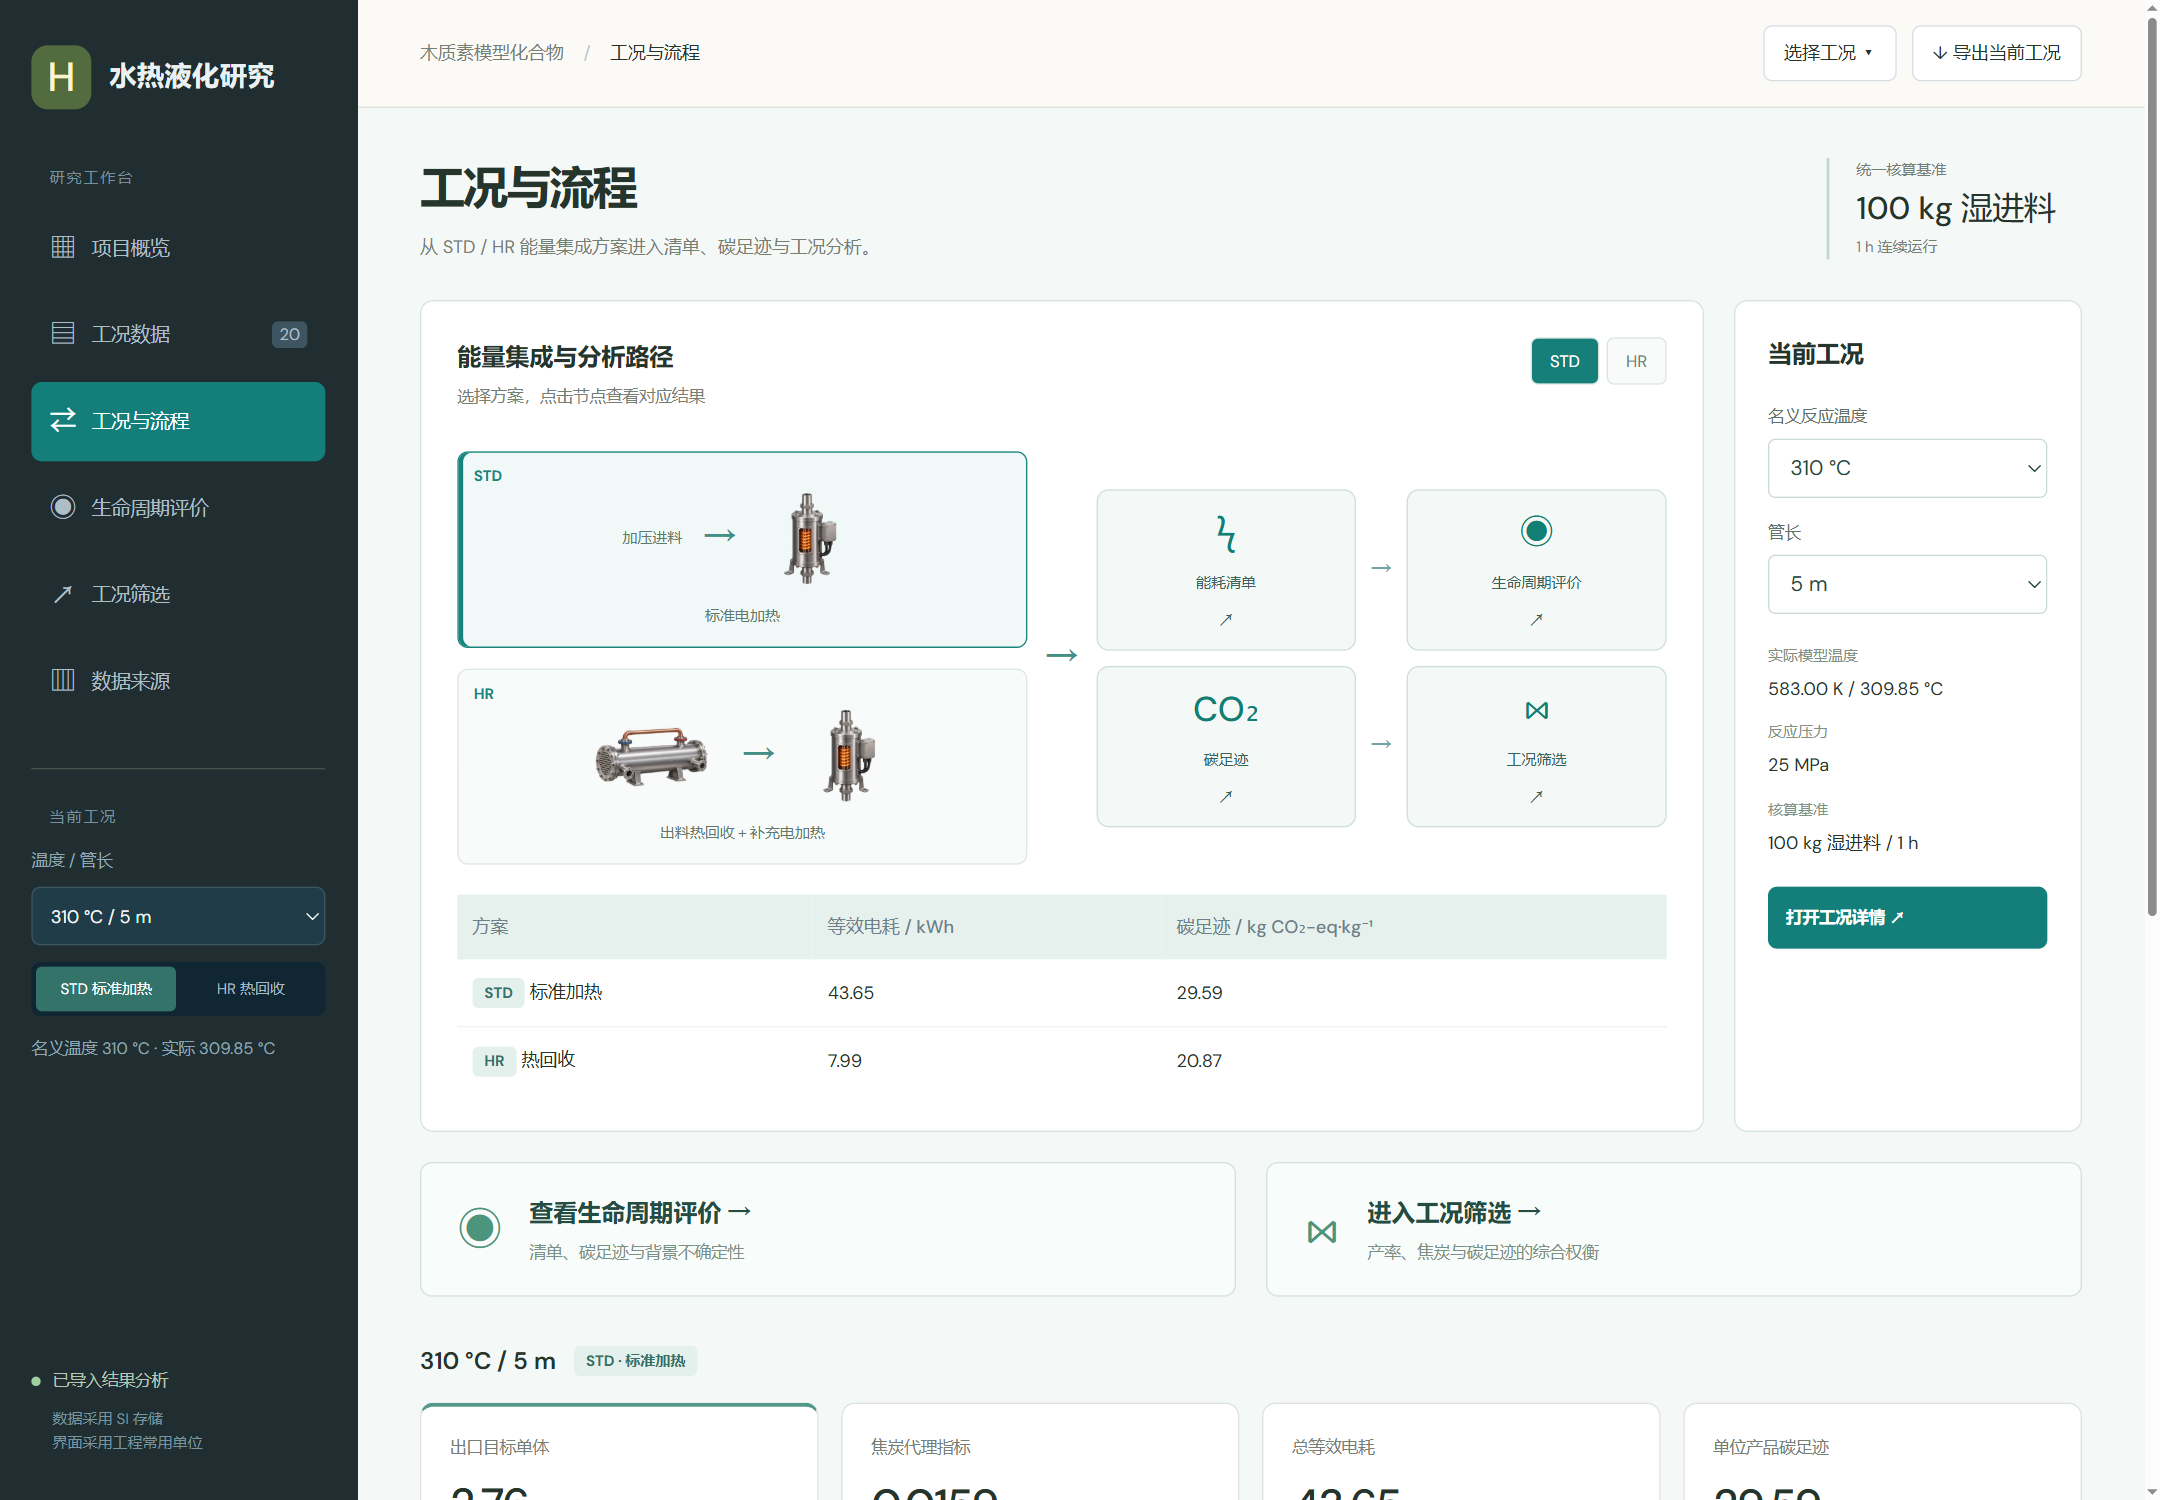 H 水热液化研究
研究工作台
项目概览
工况数据 20
工况与流程
生命周期评价
工况筛选
数据来源
当前工况
温度 / 管长
310 °C / 5 m
STD 标准加热 HR 热回收
名义温度 310 °C · 实际 309.85 °C
已导入结果分析
数据采用 SI 存储
界面采用工程常用单位
木质素模型化合物 / 工况与流程
选择工况 ▾
↓ 导出当前工况
工况与流程
从 STD / HR 能量集成方案进入清单、碳足迹与工况分析。
统一核算基准
100 kg 湿进料
1 h 连续运行
能量集成与分析路径
选择方案，点击节点查看对应结果
STD HR
STD
加压进料 →
标准电加热
HR
→
出料热回收 + 补充电加热
→
能耗清单
↗
→
生命周期评价
↗
CO₂
碳足迹
↗
→
⋈
工况筛选
↗
方案 等效电耗 / kWh 碳足迹 / kg CO₂-eq·kg⁻¹
STD 标准加热 43.65 29.59
HR 热回收 7.99 20.87
当前工况
名义反应温度
310 °C
管长
5 m
实际模型温度
583.00 K / 309.85 °C
反应压力
25 MPa
核算基准
100 kg 湿进料 / 1 h
打开工况详情 ↗
查看生命周期评价 →
清单、碳足迹与背景不确定性
进入工况筛选 →
产率、焦炭与碳足迹的综合权衡
310 °C / 5 m STD · 标准加热
出口目标单体
2.76
焦炭代理指标
0.0159
总等效电耗
43.65
单位产品碳足迹
29.59